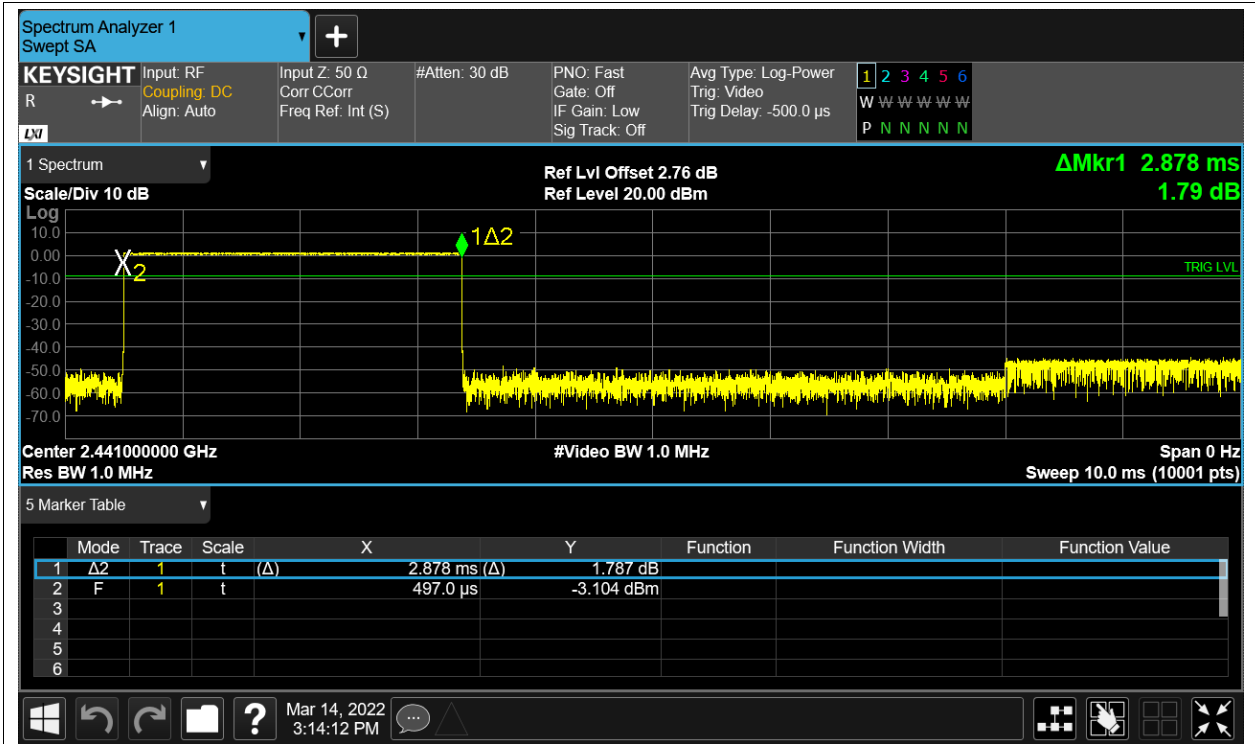 Spectrum Analyzer 1
Swept SA
KEYSIGHT Input: RF Input Z: 50 Ω #Atten: 30 dB PNO: Fast Avg Type: Log-Power 1 2 3 4 5 6
R Coupling: DC Corr CCorr Gate: Off Trig: Video W W W W W W
Align: Auto Freq Ref: Int (S) IF Gain: Low Trig Delay: -500.0 µs
LXI Sig Track: Off P N N N N N
1 Spectrum Ref Lvl Offset 2.76 dB ΔMkr1 2.878 ms
Scale/Div 10 dB Ref Level 20.00 dBm 1.79 dB
Log
10.0 1Δ2
0.00
2 TRIG LVL
-10.0
-20.0
-30.0
-40.0
-50.0
-60.0
-70.0
Center 2.441000000 GHz #Video BW 1.0 MHz Span 0 Hz
Res BW 1.0 MHz Sweep 10.0 ms (10001 pts)
5 Marker Table
Mode Trace Scale X Y Function Function Width Function Value
1 Δ2 1 t (Δ) 2.878 ms (Δ) 1.787 dB
2 F 1 t 497.0 µs -3.104 dBm
3
4
5
6
? Mar 14, 2022
3:14:12 PM